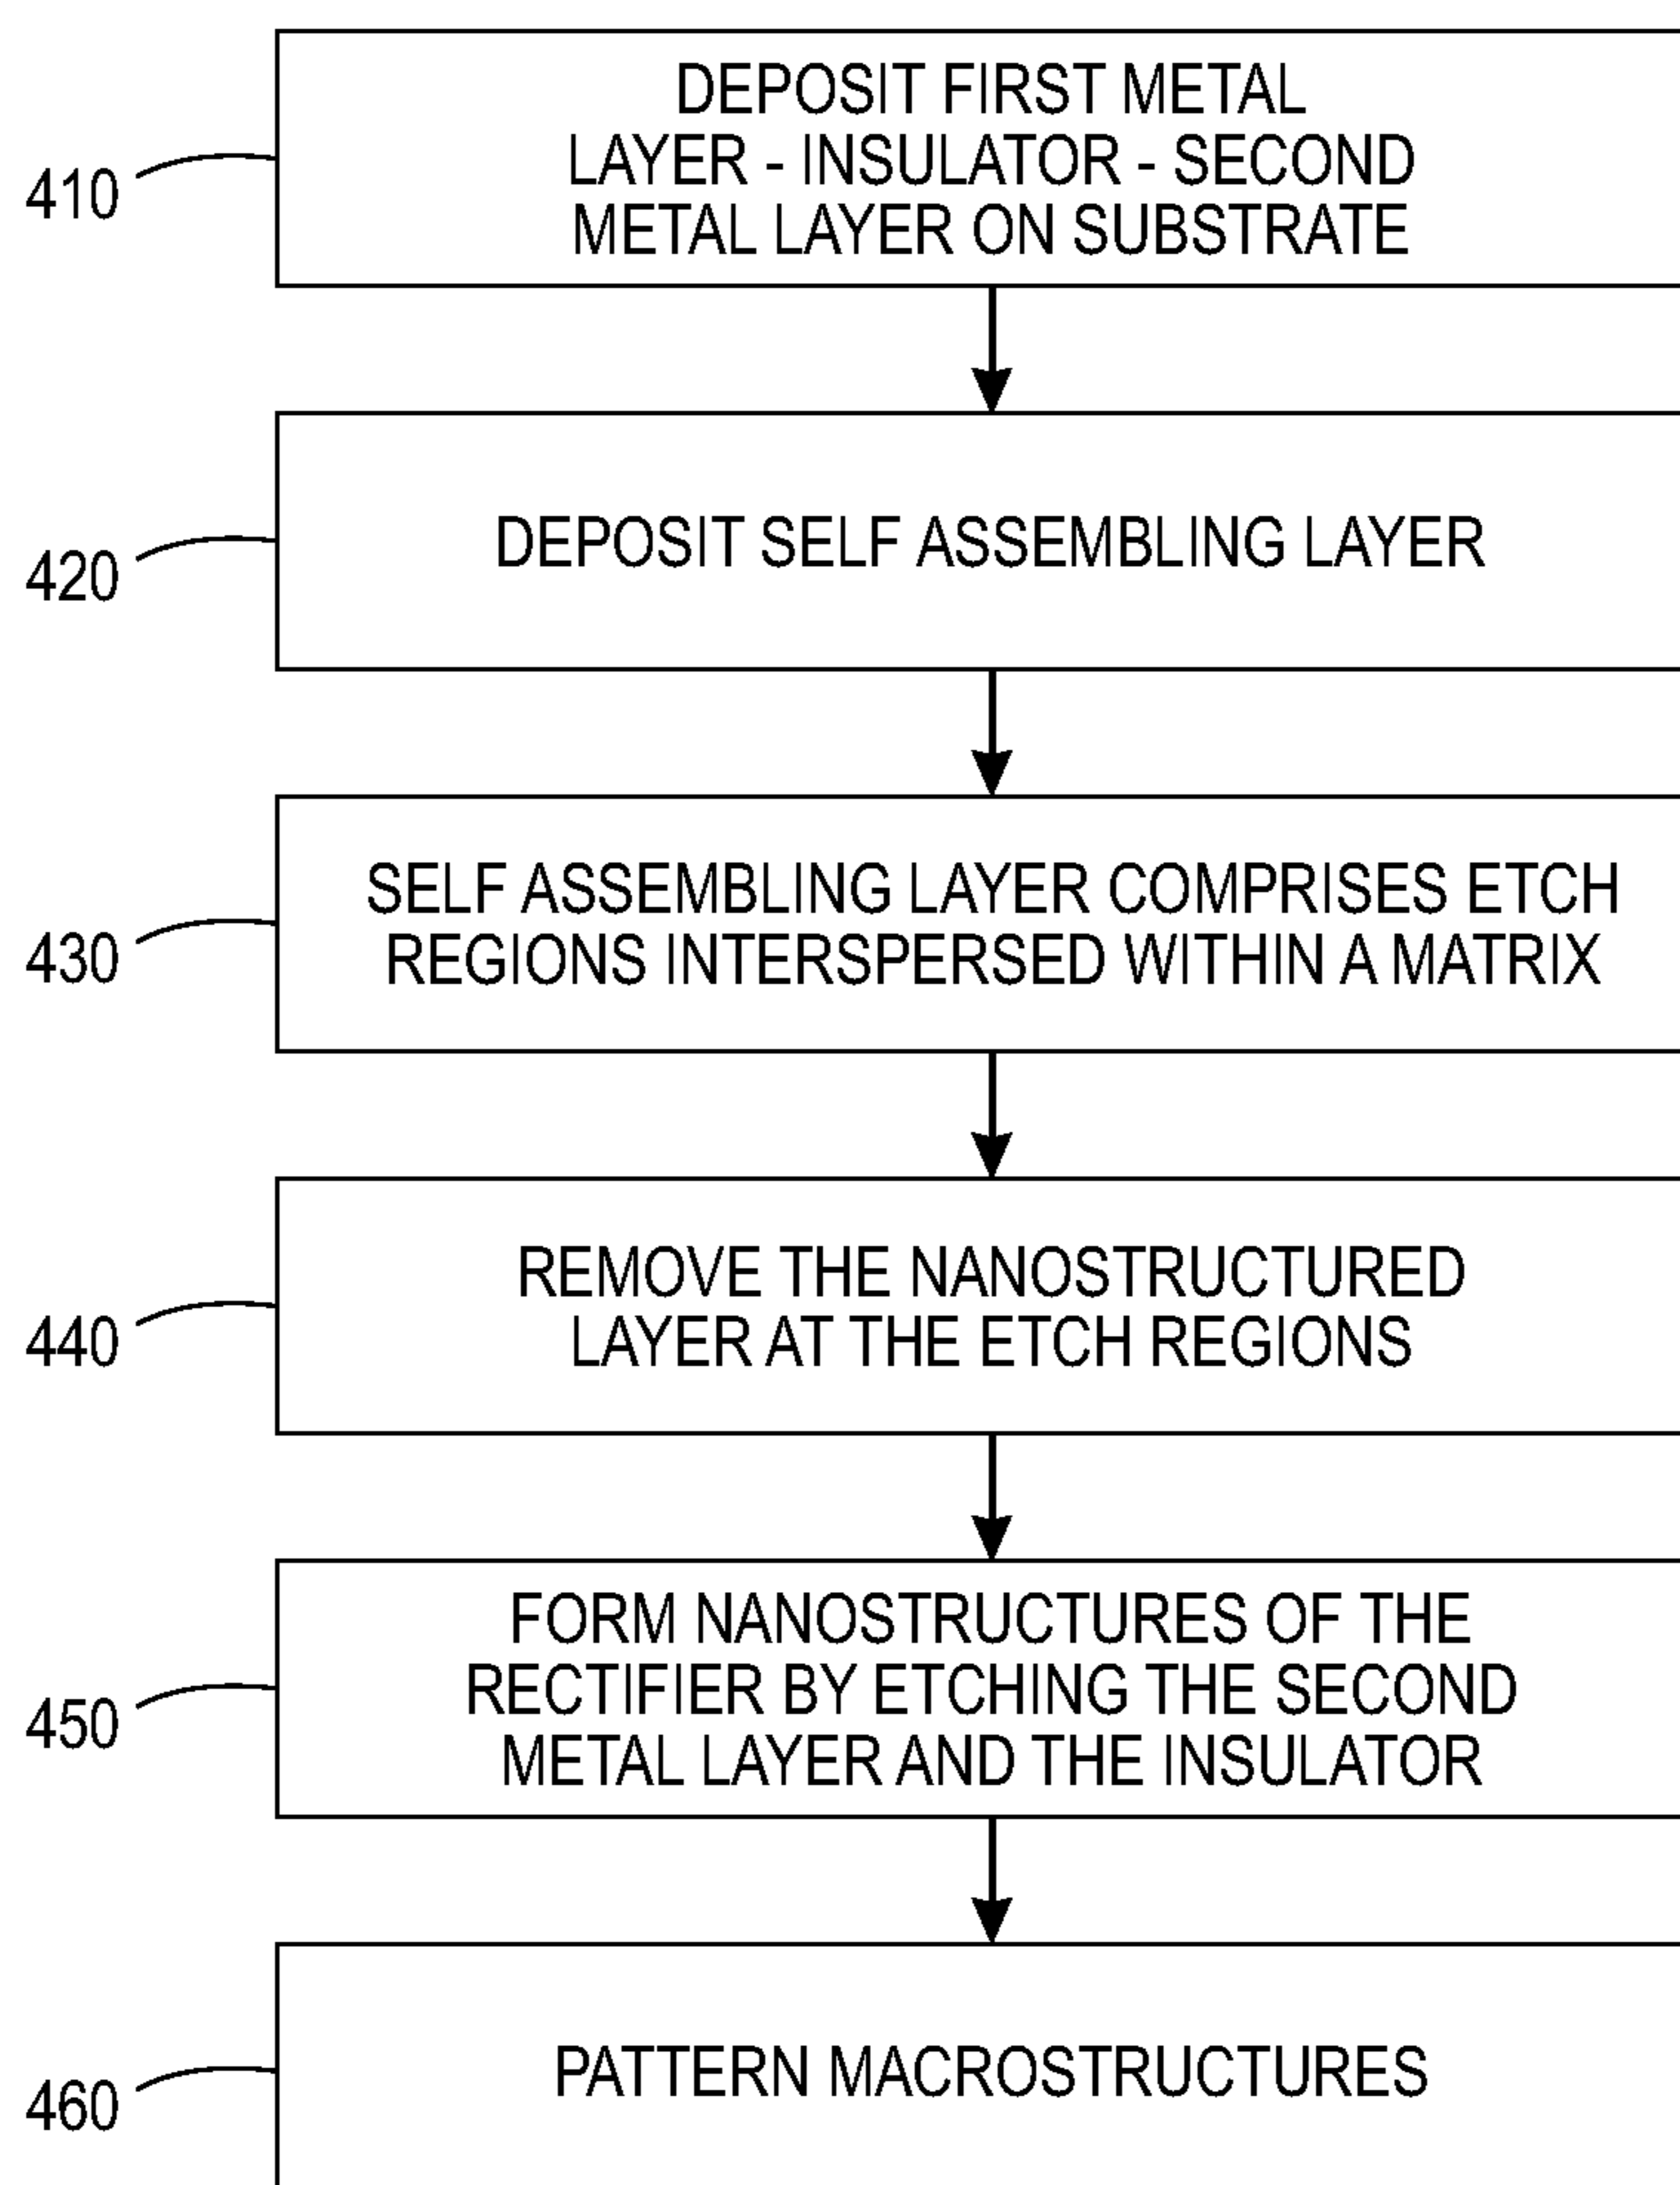 410
DEPOSIT FIRST METAL
LAYER - INSULATOR - SECOND
METAL LAYER ON SUBSTRATE
420
DEPOSIT SELF ASSEMBLING LAYER
430
SELF ASSEMBLING LAYER COMPRISES ETCH
REGIONS INTERSPERSED WITHIN A MATRIX
440
REMOVE THE NANOSTRUCTURED
LAYER AT THE ETCH REGIONS
450
FORM NANOSTRUCTURES OF THE
RECTIFIER BY ETCHING THE SECOND
METAL LAYER AND THE INSULATOR
460
PATTERN MACROSTRUCTURES